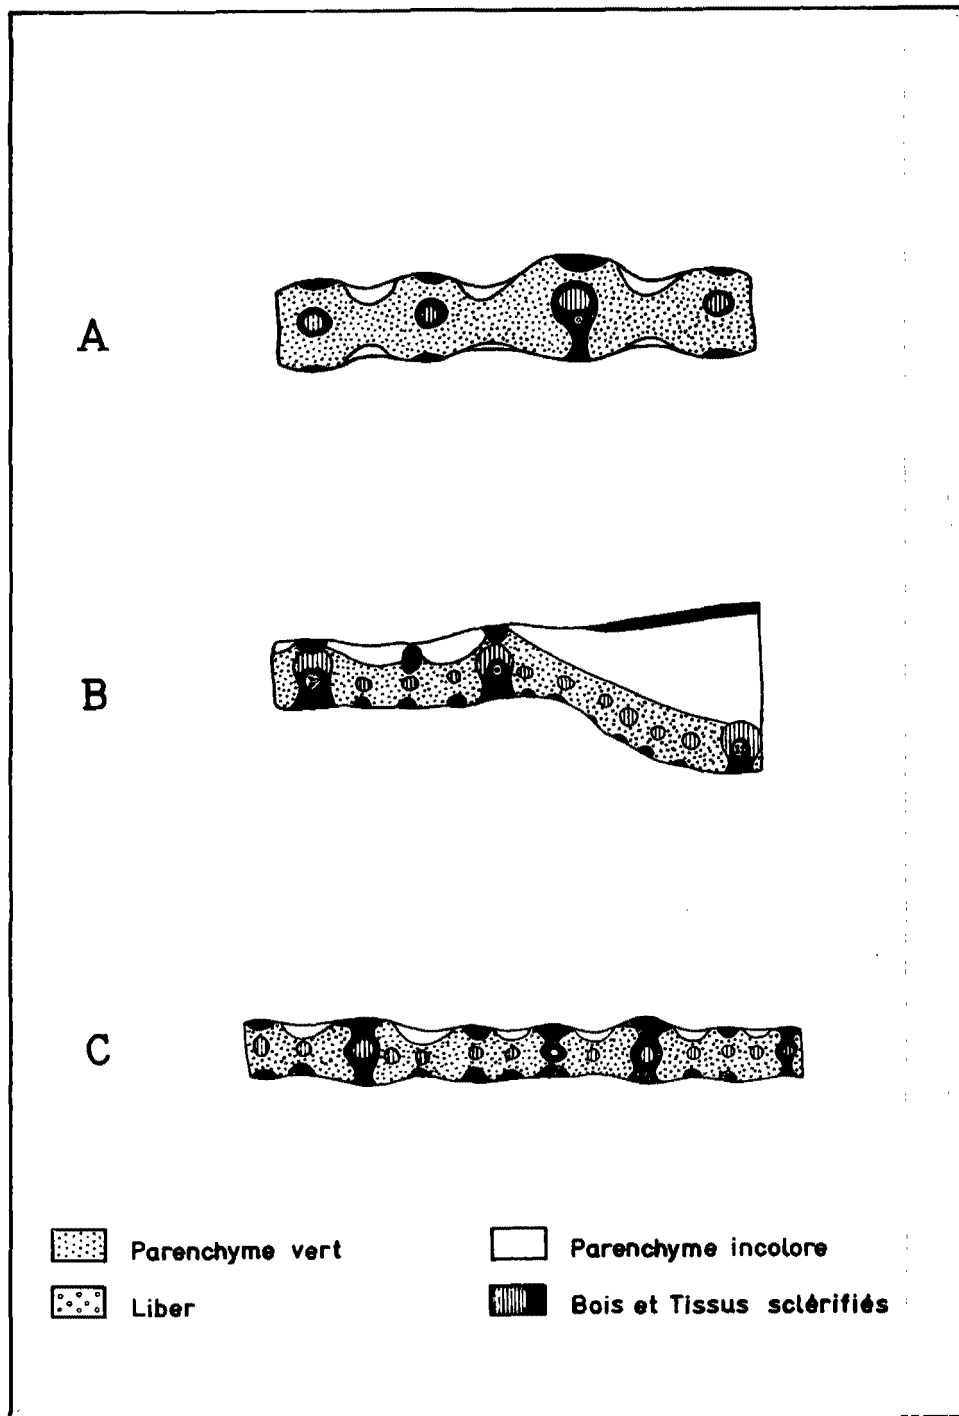 A
B
C
Parenchyme vert
Parenchyme incolore
Liber
Bois et Tissus sclérifiés